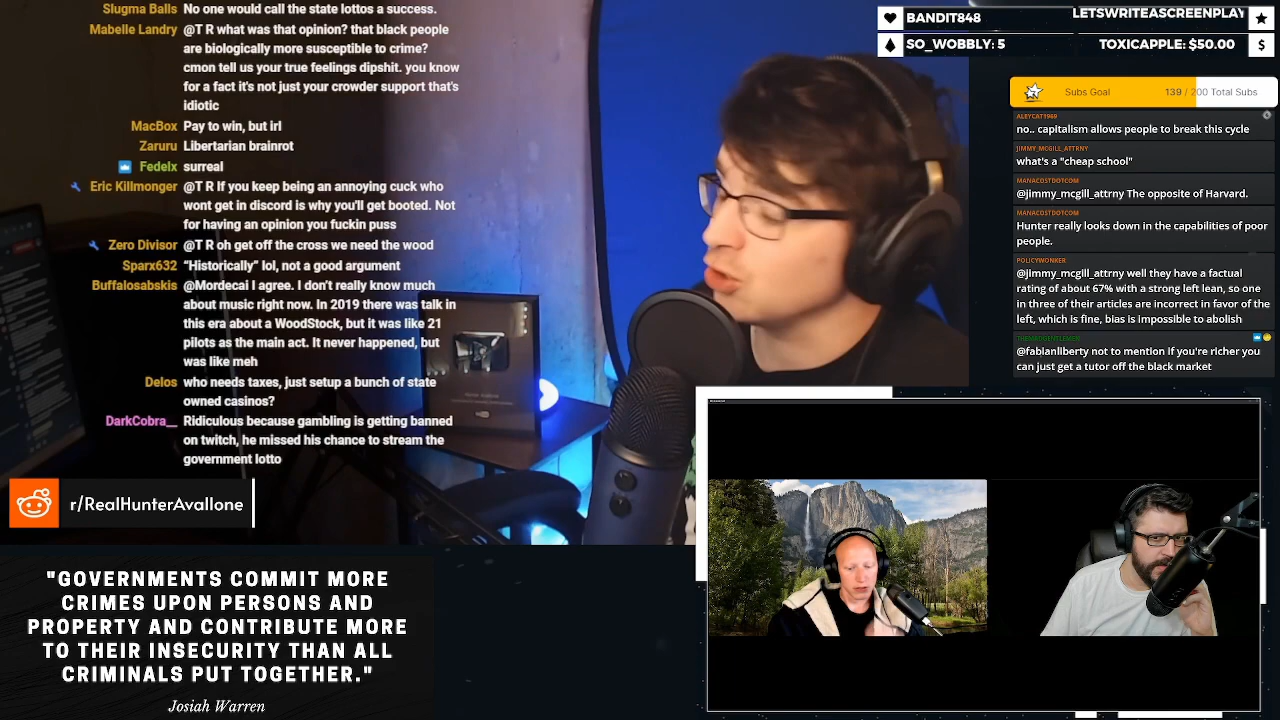 Slugma Balls No one would call the state lottos a success.
Mabelle Landry @T R what was that opinion? that black people
are biologically more susceptible to crime?
cmon tell us your true feelings dipshit. you know
for a fact it's not just your crowder support that's
idiotic
MacBox Pay to win, but irl
Zaruru Libertarian brainrot
Fedelx surreal
Eric Killmonger @T R If you keep being an annoying cuck who
wont get in discord is why you'll get booted. Not
for having an opinion you fuckin puss
Zero Divisor @T R oh get off the cross we need the wood
Sparx632 “Historically” lol, not a good argument
Buffalosabskis @Mordecai I agree. I don't really know much
about music right now. In 2019 there was talk in
this era about a WoodStock, but it was like 21
pilots as the main act. It never happened, but
was like meh
Delos who needs taxes, just setup a bunch of state
owned casinos?
DarkCobra__ Ridiculous because gambling is getting banned
on twitch, he missed his chance to stream the
government lotto
r/RealHunterAvallone
"GOVERNMENTS COMMIT MORE
CRIMES UPON PERSONS AND
PROPERTY AND CONTRIBUTE MORE
TO THEIR INSECURITY THAN ALL
CRIMINALS PUT TOGETHER."
Josiah Warren
BANDIT848
LETSWRITEASCREENPLAY
SO_WOBBLY: 5
TOXICAPPLE: $50.00
Subs Goal 139 / 200 Total Subs
ALEYCAT1969
no.. capitalism allows people to break this cycle
JIMMY_MCGILL_ATTRNY
what's a "cheap school"
MANACOSTDOTCOM
@jimmy_mcgill_attrny The opposite of Harvard.
MANACOSTDOTCOM
Hunter really looks down in the capabilities of poor
people.
POLICYWONKER
@jimmy_mcgill_attrny well they have a factual
rating of about 67% with a strong left lean, so one
in three of their articles are incorrect in favor of the
left, which is fine, bias is impossible to abolish
@fabianliberty not to mention if you're richer you
can just get a tutor off the black market